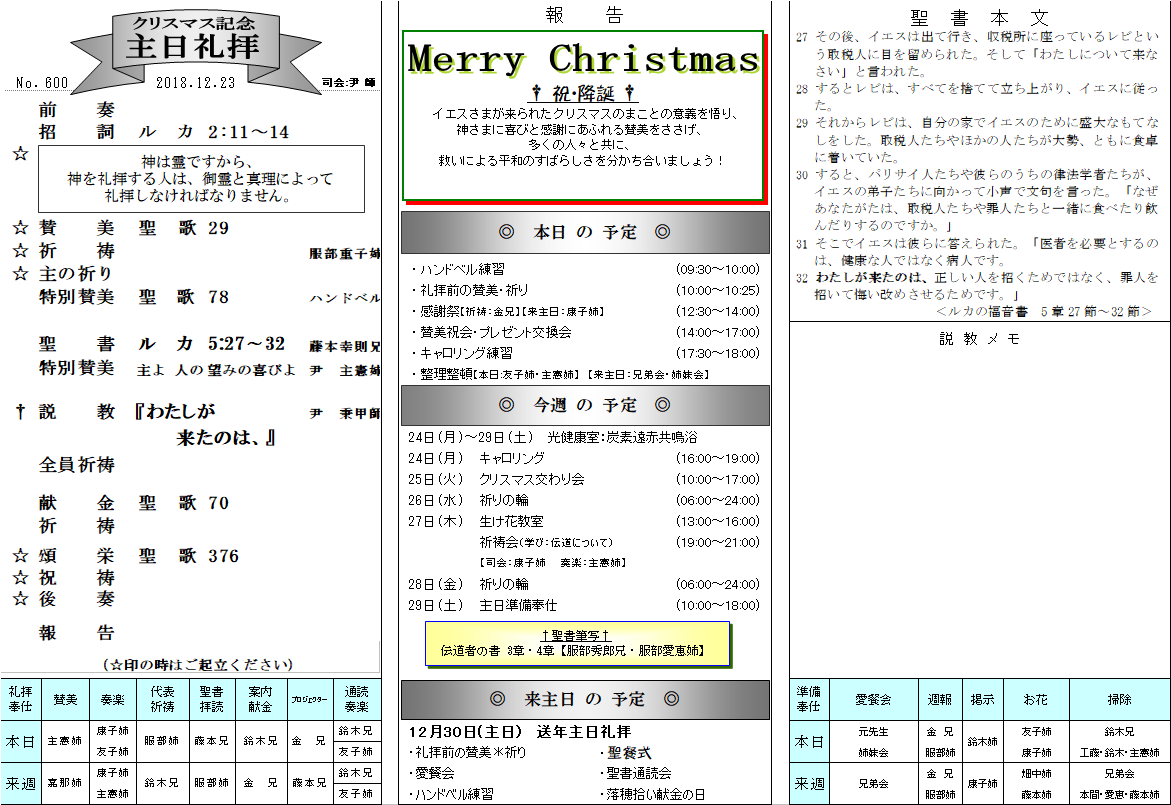 クリスマス記念
主日礼拝
No. 600
2018.12.23
司会:尹 師
前 奏
招 詞 ル カ 2:11～14
☆
神は霊ですから、
神を礼拝する人は、御霊と真理によって
礼拝しなければなりません。
☆ 賛 美 聖 歌 29
☆ 祈 祷 服部重子姉
☆ 主の祈り
特別賛美 聖 歌 78 ハンドベル
聖 書 ル カ 5:27～32 藤本幸則兄
特別賛美 主よ 人の望みの喜びよ 尹 主憲姉
† 説 教 『わたしが 尹 秉甲師
来たのは、』
全員祈祷
献 金 聖 歌 70
祈 祷
☆ 頌 栄 聖 歌 376
☆ 祝 祷
☆ 後 奏
報 告
(☆印の時はご起立ください)
礼拝奉仕 賛美 奏楽 代表祈祷 聖書拝読 案内献金 プロジェクター 通読奏楽
本日 主憲姉 康子姉 友子姉 服部姉 藤本兄 鈴木兄 金 兄 鈴木兄 友子姉
来週 嘉那姉 康子姉 主憲姉 鈴木兄 服部姉 金 兄 藤本兄 鈴木兄 友子姉
報 告
Merry Christmas
† 祝・降誕 †
イエスさまが来られたクリスマスのまことの意義を悟り、
神さまに喜びと感謝にあふれる賛美をささげ、
多くの人々と共に、
救いによる平和のすばらしさを分かち合いましょう！
◎ 本日 の 予定 ◎
・ハンドベル練習 (09:30～10:00)
・礼拝前の賛美・祈り (10:00～10:25)
・感謝祭【祈祷：金兄】【来主日：康子姉】 (12:30～14:00)
・賛美祝会・プレゼント交換会 (14:00～17:00)
・キャロリング練習 (17:30～18:00)
・整理整頓【本日:友子姉・主憲姉】 【来主日：兄弟会・姉妹会】
◎ 今週 の 予定 ◎
24日(月)～29日(土) 光健康室：炭素遠赤共鳴浴
24日(月) キャロリング (16:00～19:00)
25日(火) クリスマス交わり会 (10:00～17:00)
26日(水) 祈りの輪 (06:00～24:00)
27日(木) 生け花教室 (13:00～16:00)
祈祷会(学び：伝道について) (19:00～21:00)
【司会：康子姉 奏楽：主憲姉】
28日(金) 祈りの輪 (06:00～24:00)
29日(土) 主日準備奉仕 (10:00～18:00)
†聖書筆写†
伝道者の書 3章・4章【服部秀郎兄・服部愛恵姉】
◎ 来主日 の 予定 ◎
12月30日(主日) 送年主日礼拝
・礼拝前の賛美＊祈り ・聖餐式
・愛餐会 ・聖書通読会
・ハンドベル練習 ・落穂拾い献金の日
聖 書 本 文
27 その後、イエスは出て行き、収税所に座っているレビとい
う取税人に目を留められた。そして「わたしについて来な
さい」と言われた。
28 するとレビは、すべてを捨てて立ち上がり、イエスに従っ
た。
29 それからレビは、自分の家でイエスのために盛大なもてな
しをした。取税人たちやほかの人たちが大勢、ともに食卓
に着いていた。
30 すると、パリサイ人たちや彼らのうちの律法学者たちが、
イエスの弟子たちに向かって小声で文句を言った。「なぜ
あなたがたは、取税人たちや罪人たちと一緒に食べたり飲
んだりするのですか。」
31 そこでイエスは彼らに答えられた。「医者を必要とするの
は、健康な人ではなく病人です。
32 わたしが来たのは、正しい人を招くためではなく、罪人を
招いて悔い改めさせるためです。」
＜ルカの福音書 5章27節～32節＞
説 教 メ モ
準備奉仕 愛餐会 週報 掲示 お花 掃除
本日 元先生 姉妹会 金 兄 服部姉 鈴木姉 友子姉 康子姉 鈴木兄 工藤・鈴木・主憲姉
来週 兄弟会 金 兄 服部姉 康子姉 畑中姉 藤本姉 兄弟会 本間・愛恵・藤本姉